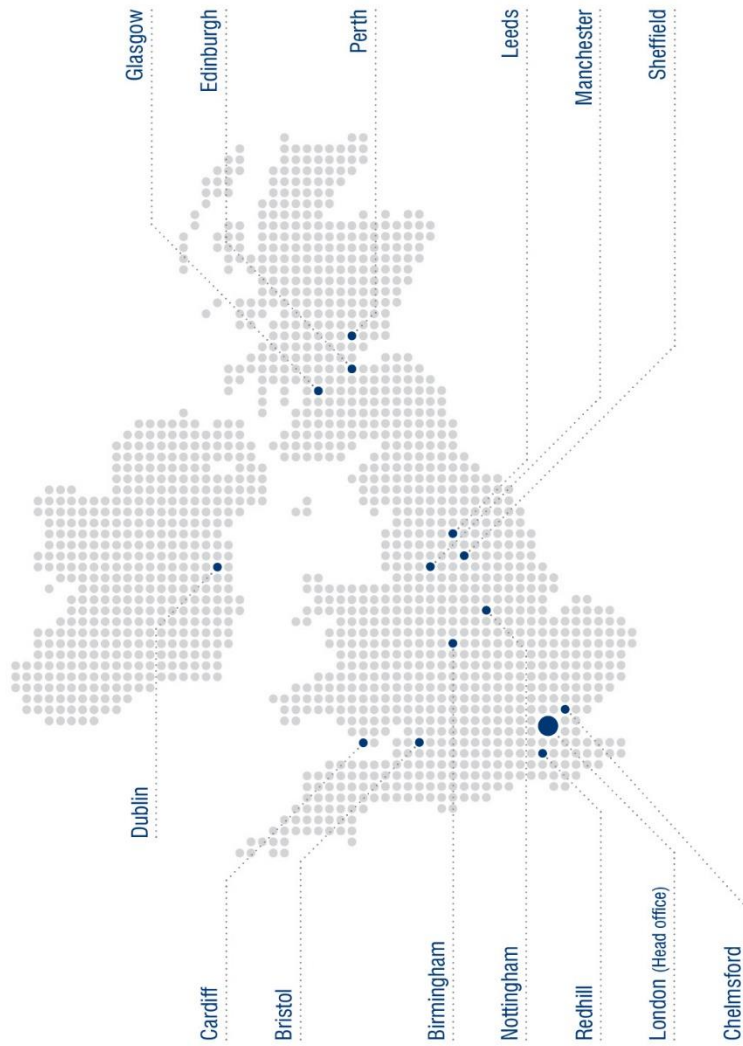 Glasgow
Edinburgh
Perth
Leeds
Manchester
Sheffield
Dublin
Cardiff
Bristol
Birmingham
Nottingham
Redhill
London (Head office)
Chelmsford